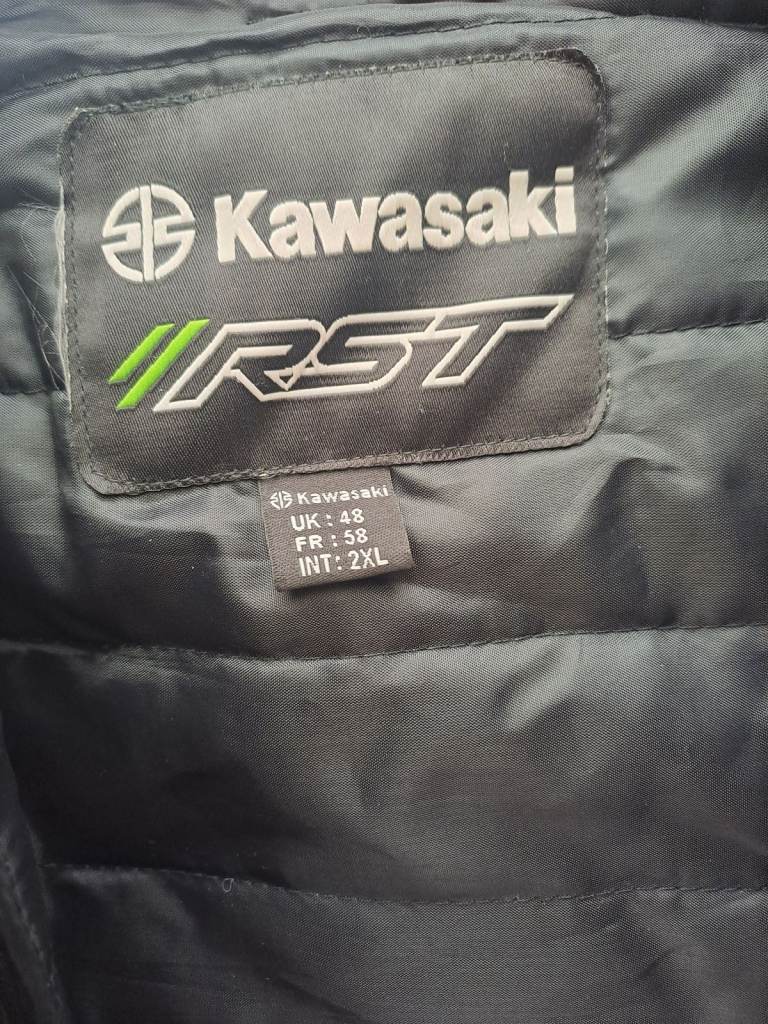 Kawasaki
RST
Kawasaki
UK : 48
FR : 58
INT: 2XL